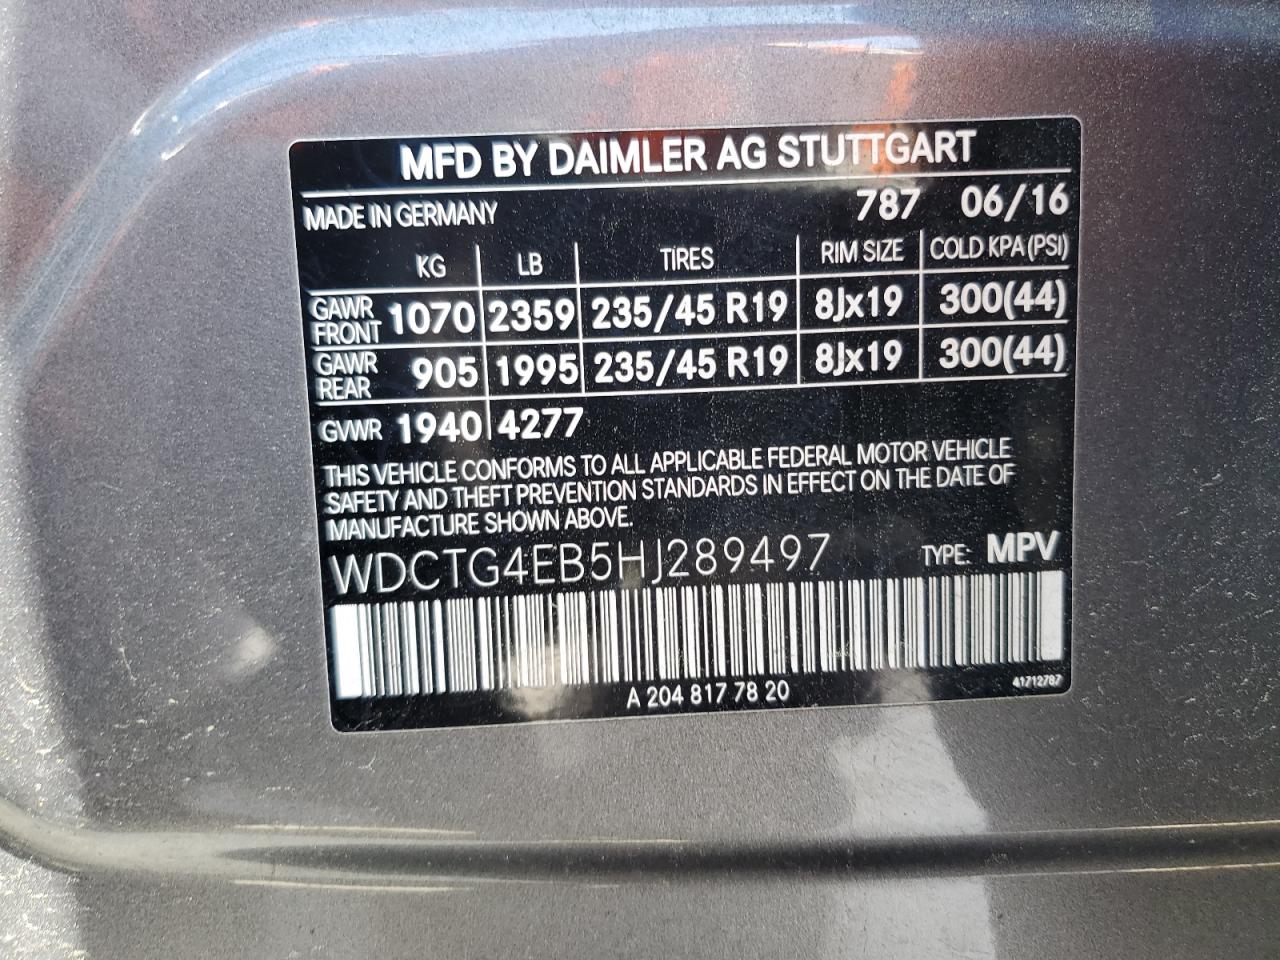 MFD BY DAIMLER AG STUTTGART
MADE IN GERMANY 787 06/16
KG LB TIRES RIM SIZE COLD KPA (PSI)
GAWR FRONT 1070 2359 235/45 R19 8Jx19 300(44)
GAWR REAR 905 1995 235/45 R19 8Jx19 300(44)
GVWR 1940 4277
THIS VEHICLE CONFORMS TO ALL APPLICABLE FEDERAL MOTOR VEHICLE
SAFETY AND THEFT PREVENTION STANDARDS IN EFFECT ON THE DATE OF
MANUFACTURE SHOWN ABOVE.
WDCTG4EB5HJ289497 TYPE: MPV
A 204 817 78 20 41712787